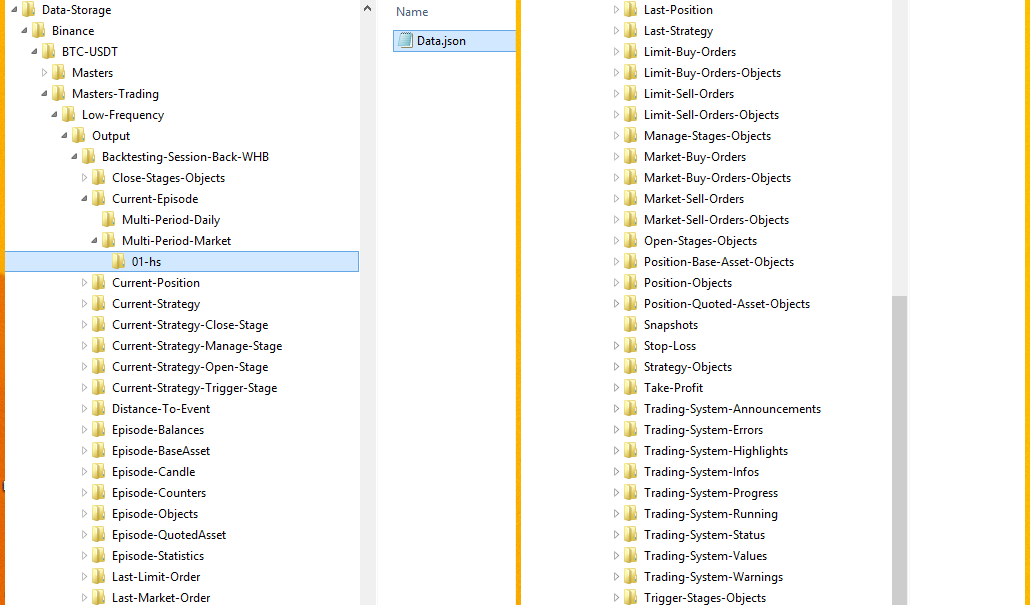 Data-Storage
Binance
BTC-USDT
Masters
Masters-Trading
Low-Frequency
Output
Backtesting-Session-Back-WHB
Close-Stages-Objects
Current-Episode
Multi-Period-Daily
Multi-Period-Market
01-hs
Current-Position
Current-Strategy
Current-Strategy-Close-Stage
Current-Strategy-Manage-Stage
Current-Strategy-Open-Stage
Current-Strategy-Trigger-Stage
Distance-To-Event
Episode-Balances
Episode-BaseAsset
Episode-Candle
Episode-Counters
Episode-Objects
Episode-QuotedAsset
Episode-Statistics
Last-Limit-Order
Last-Market-Order
Name
Data.json
Last-Position
Last-Strategy
Limit-Buy-Orders
Limit-Buy-Orders-Objects
Limit-Sell-Orders
Limit-Sell-Orders-Objects
Manage-Stages-Objects
Market-Buy-Orders
Market-Buy-Orders-Objects
Market-Sell-Orders
Market-Sell-Orders-Objects
Open-Stages-Objects
Position-Base-Asset-Objects
Position-Objects
Position-Quoted-Asset-Objects
Snapshots
Stop-Loss
Strategy-Objects
Take-Profit
Trading-System-Announcements
Trading-System-Errors
Trading-System-Highlights
Trading-System-Infos
Trading-System-Progress
Trading-System-Running
Trading-System-Status
Trading-System-Values
Trading-System-Warnings
Trigger-Stages-Objects